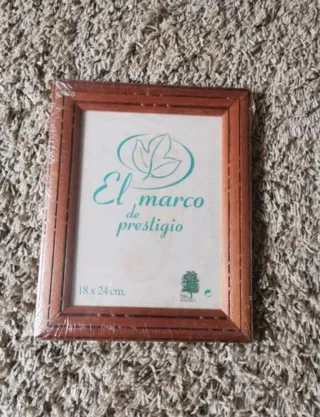 El marco
de
prestigio
18 x 24 cm.